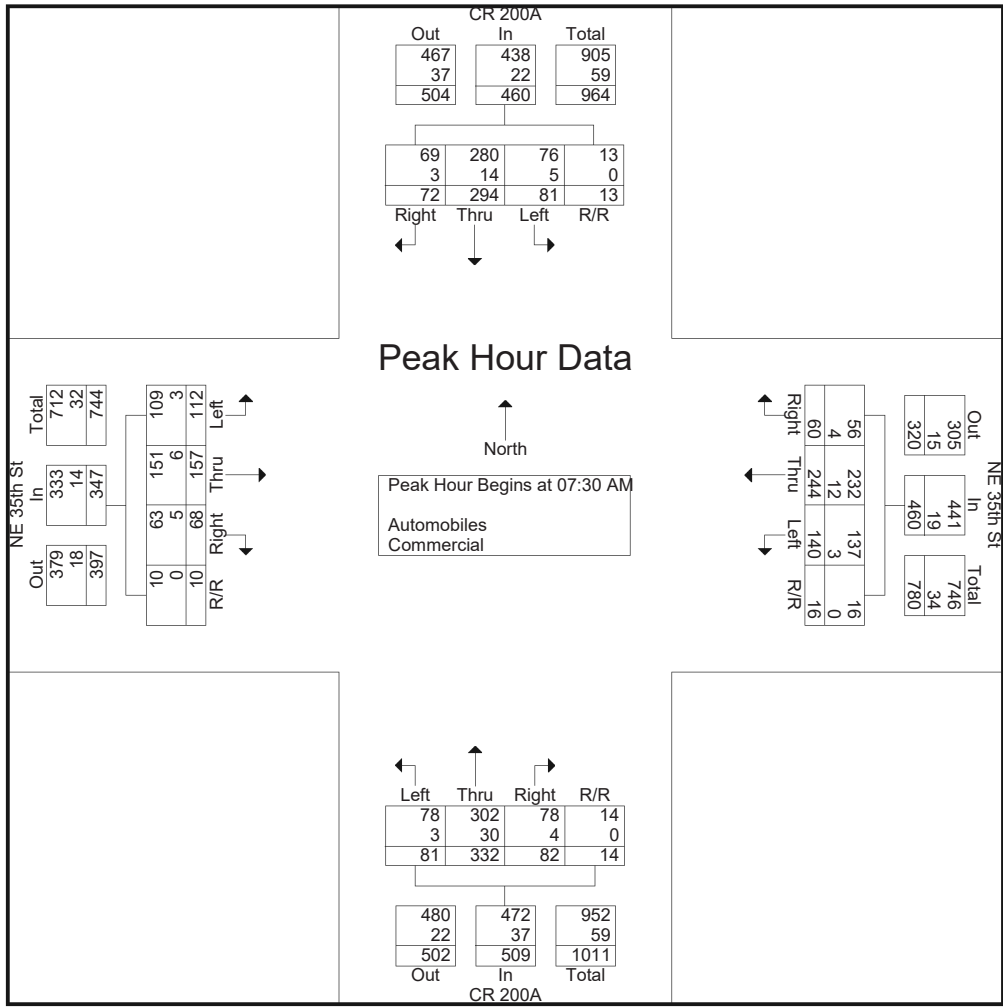 CR 200A
Out In Total
467 438 905
37 22 59
504 460 964
69 280 76 13
3 14 5 0
72 294 81 13
Right Thru Left R/R
Peak Hour Data
North
Peak Hour Begins at 07:30 AM
Automobiles
Commercial
NE 35th St
Total In Out
712 333 379
32 14 18
744 347 397
109 151 63 10
3 6 5 0
112 157 68 10
Left Thru Right R/R
NE 35th St
Out In Total
305 441 746
15 19 34
320 460 780
56 232 137 16
4 12 3 0
60 244 140 16
Right Thru Left R/R
Left Thru Right R/R
78 302 78 14
3 30 4 0
81 332 82 14
480 472 952
22 37 59
502 509 1011
Out In Total
CR 200A